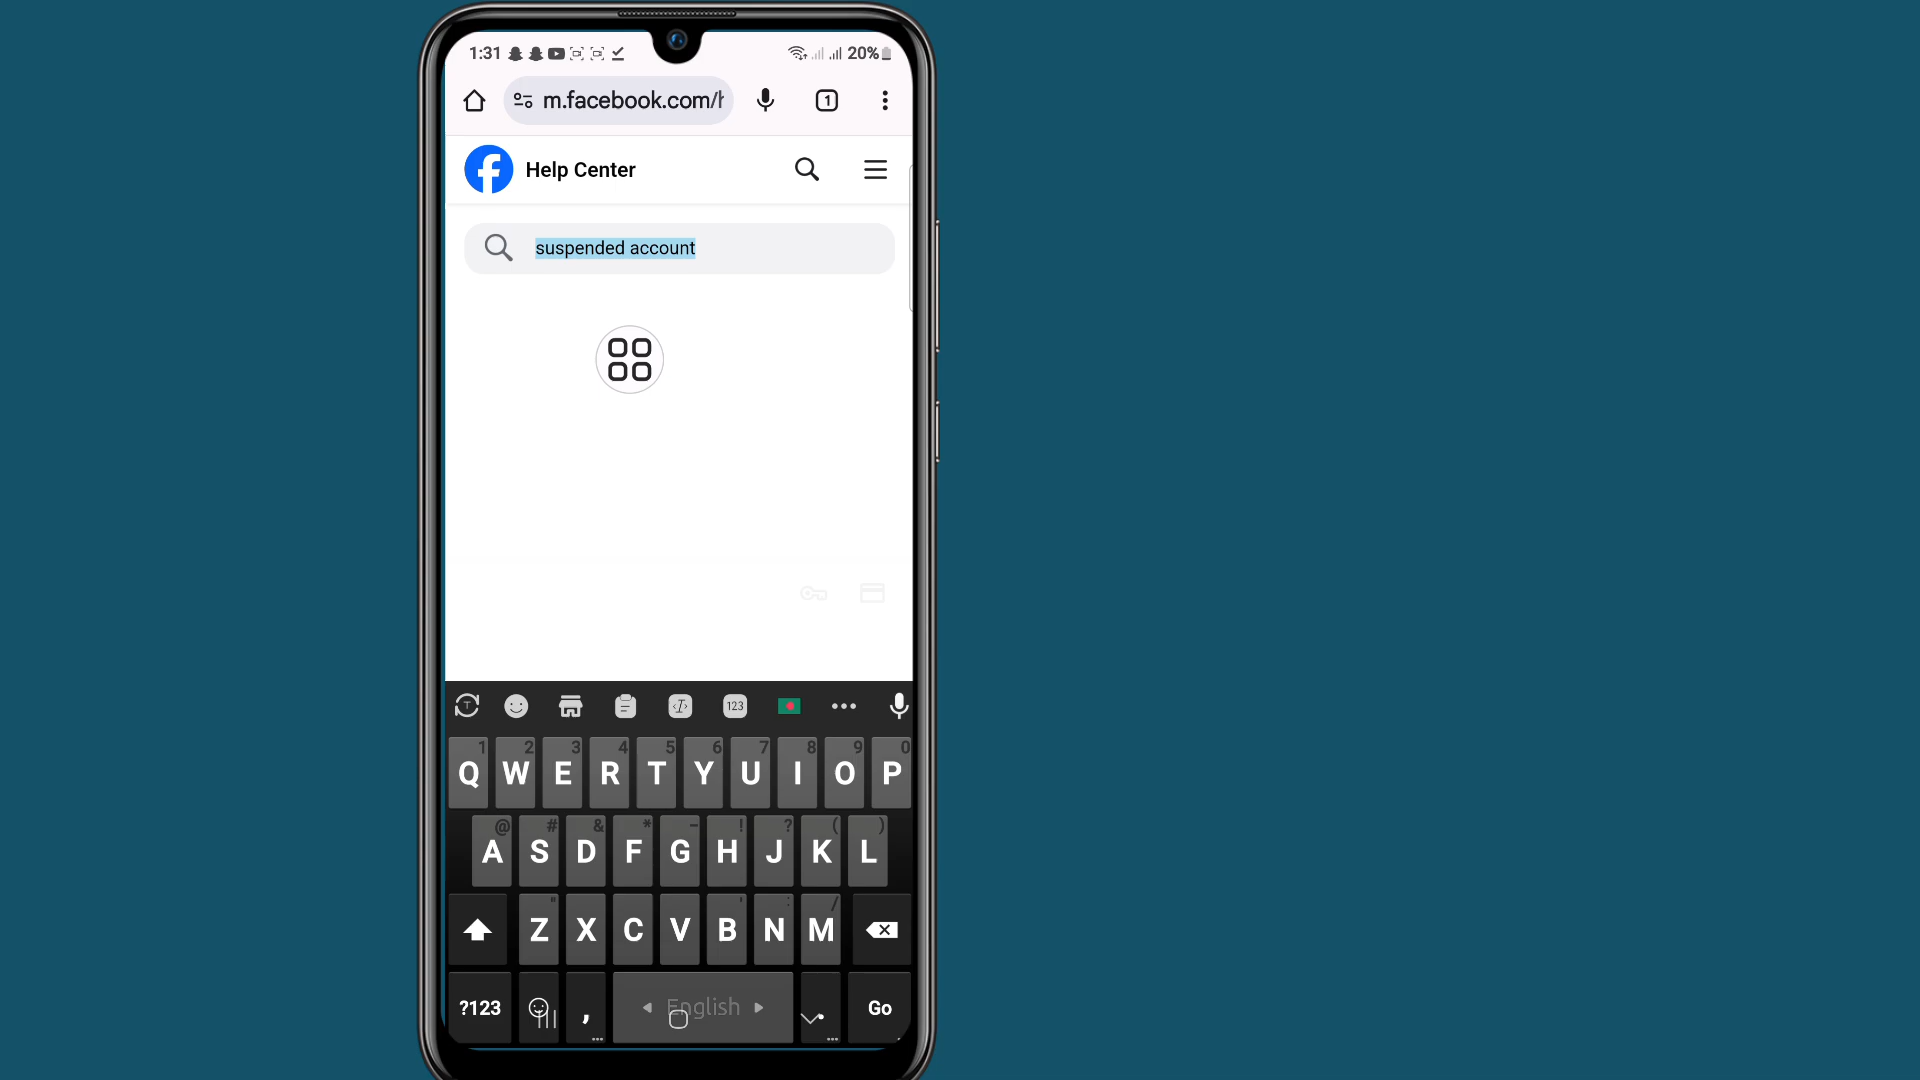 1:31 20%
m.facebook.com/h
1
Help Center
suspended account
T I 123
1 2 3 4 5 6 7 8 9 0
Q W E R T Y U I O P
@ # & * - ! ? ( )
A S D F G H J K L
" ' : /
Z X C V B N M
?123 , English . Go